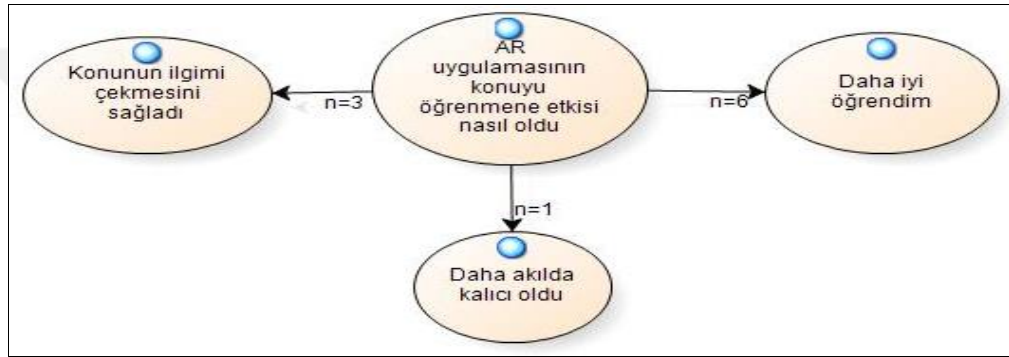 AR
uygulamasının
konuyu
öğrenmene etkisi
nasıl oldu
Konunun ilgimi
çekmesini
sağladı
n=3
n=6
Daha iyi
öğrendim
n=1
Daha akılda
kalıcı oldu